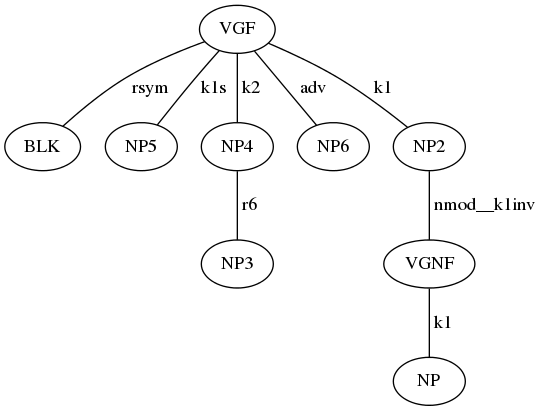 VGF
rsym k1s k2 adv k1
BLK NP5 NP4 NP6 NP2
r6 nmod__k1inv
NP3 VGNF
k1
NP